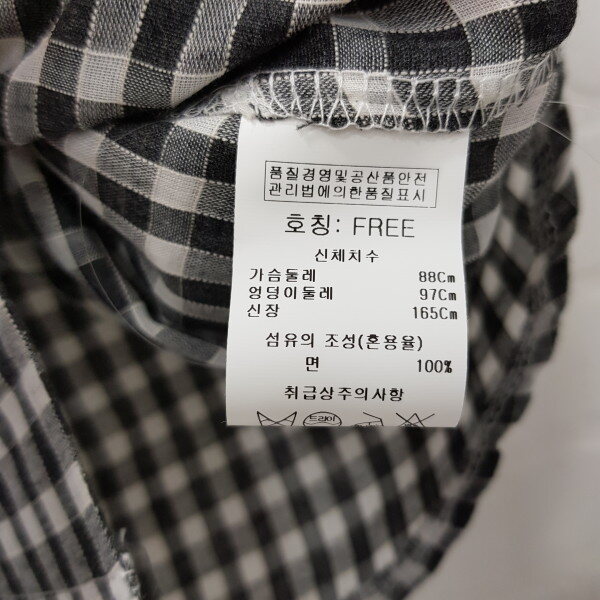 품질경영및공산품안전
관리법에의한품질표시
호칭: FREE
신체치수
가슴둘레 88Cm
엉덩이둘레 97Cm
신장 165Cm
섬유의 조성(혼용율)
면 100%
취급상주의사항
드라이